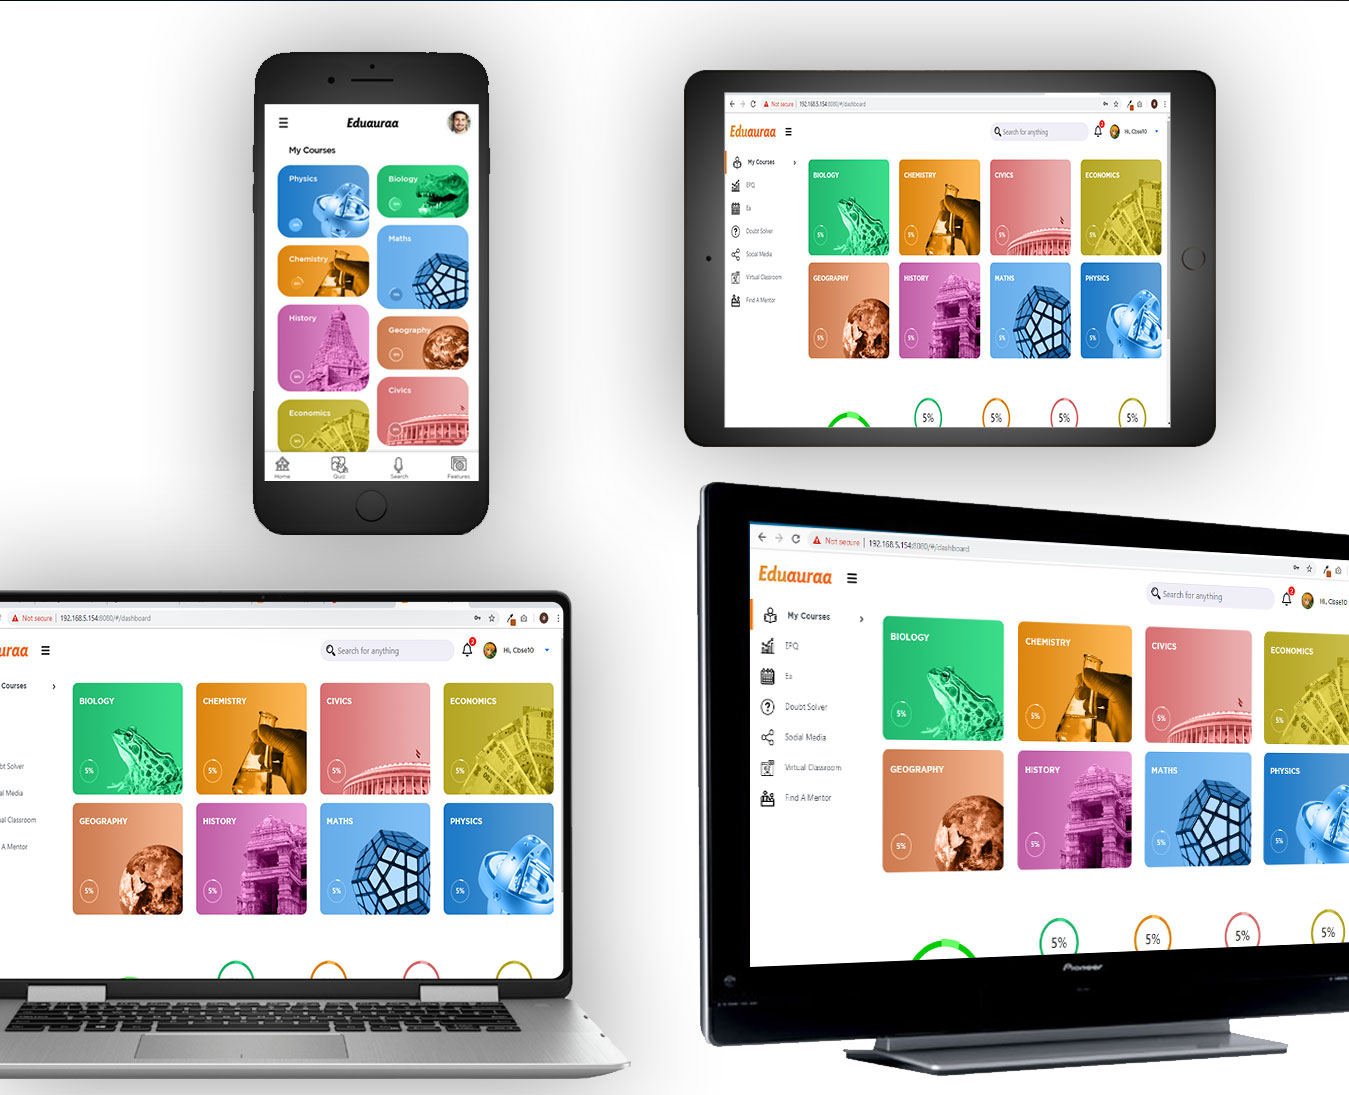 Eduauraa
My Courses
Physics
Biology
Maths
Chemistry
History
Geography
Civics
Economics
Home
Quiz
Search
Features
Not secure | 192.168.5.154:8080/#/dashboard
Eduauraa
Search for anything
2
Hi, Cbse10
My Courses
EPQ
Ea
Doubt Solver
Social Media
Virtual Classroom
Find A Mentor
BIOLOGY
CHEMISTRY
CIVICS
ECONOMICS
5%
5%
5%
5%
GEOGRAPHY
HISTORY
MATHS
PHYSICS
5%
5%
5%
5%
5%
5%
5%
5%
Not secure | 192.168.5.154:8080/#/dashboard
uraa
Search for anything
2
Hi, Cbse10
Courses
bt Solver
al Media
ual Classroom
A Mentor
BIOLOGY
CHEMISTRY
CIVICS
ECONOMICS
5%
5%
5%
5%
GEOGRAPHY
HISTORY
MATHS
PHYSICS
5%
5%
5%
5%
Not secure | 192.168.5.154:8080/#/dashboard
Eduauraa
Search for anything
2
Hi, Cbse10
My Courses
EPQ
Ea
Doubt Solver
Social Media
Virtual Classroom
Find A Mentor
BIOLOGY
CHEMISTRY
CIVICS
ECONOMICS
5%
5%
5%
5%
GEOGRAPHY
HISTORY
MATHS
PHYSICS
5%
5%
5%
5%
5%
5%
5%
5%
Pioneer